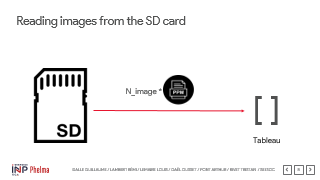 Reading images from the SD card
N_image *
PPM
SD
[ ]
Tableau
INP Phelma